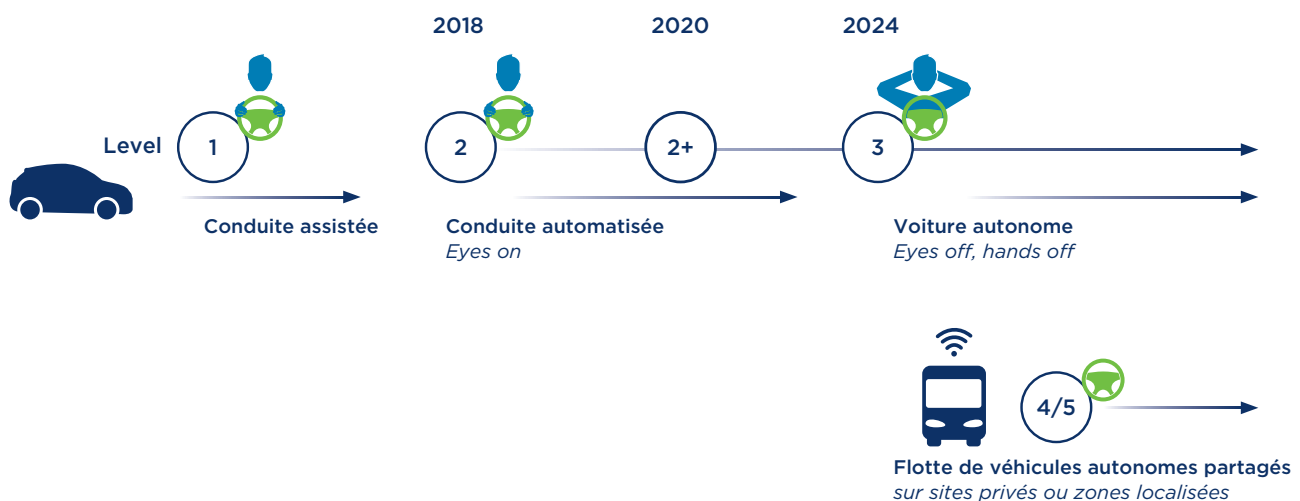 2018
2020
2024
Level
1
2
2+
3
Conduite assistée
Conduite automatisée
Eyes on
Voiture autonome
Eyes off, hands off
4/5
Flotte de véhicules autonomes partagés
sur sites privés ou zones localisées